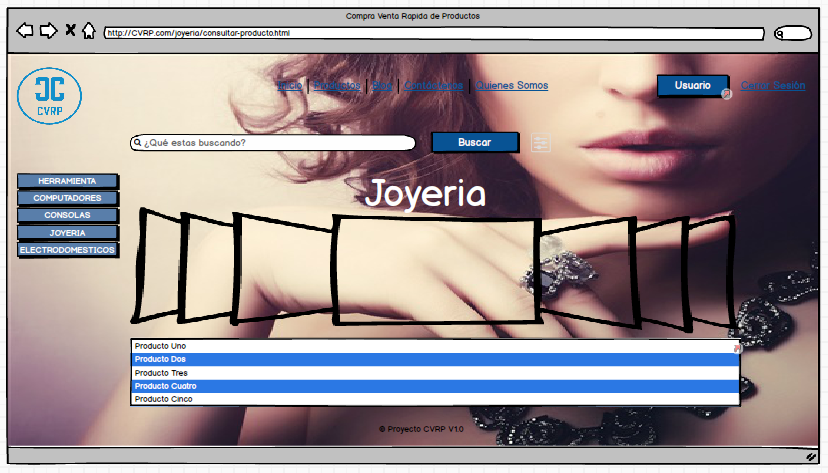 Compra Venta Rapida de Productos
http://CVRP.com/joyeria/consultar-producto.html
CVRP
Inicio | Productos | Blog | Contáctenos | Quienes Somos
Usuario
Cerrar Sesión
¿Qué estas buscando?
Buscar
Joyeria
HERRAMIENTA
COMPUTADORES
CONSOLAS
JOYERIA
ELECTRODOMESTICOS
Producto Uno
Producto Dos
Producto Tres
Producto Cuatro
Producto Cinco
© Proyecto CVRP V1.0